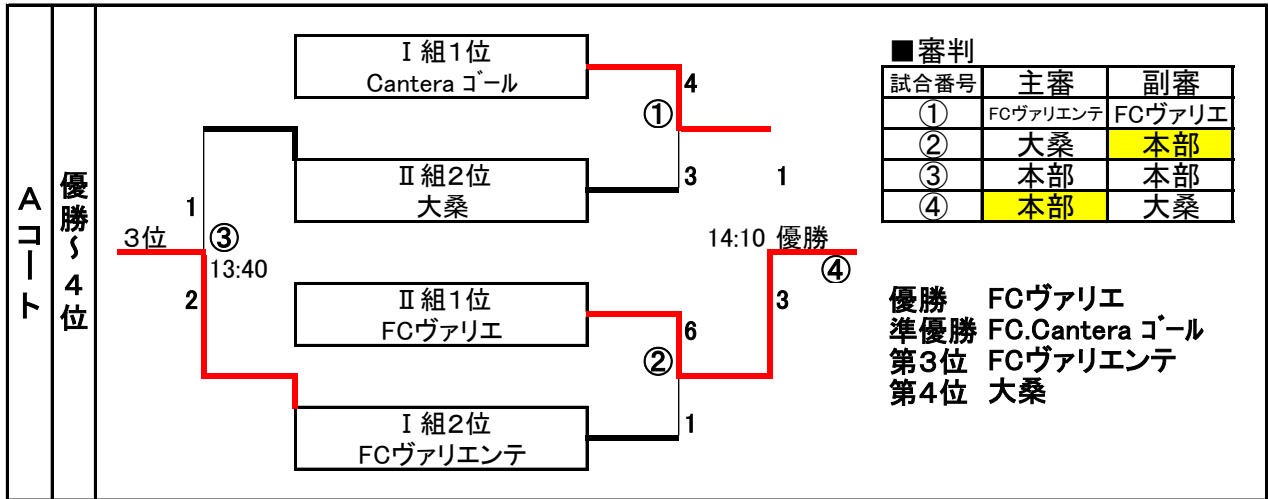 Aコート
優勝~4位
Ⅰ組1位
Cantera ゴール
Ⅱ組2位
大桑
Ⅱ組1位
FCヴァリエ
Ⅰ組2位
FCヴァリエンテ
4
①
3
1
1
3位
③
13:40
2
14:10 優勝
④
3
6
②
1
■審判
試合番号 主審 副審
① FCヴァリエンテ FCヴァリエ
② 大桑 本部
③ 本部 本部
④ 本部 大桑
優勝 FCヴァリエ
準優勝 FC.Cantera ゴール
第3位 FCヴァリエンテ
第4位 大桑